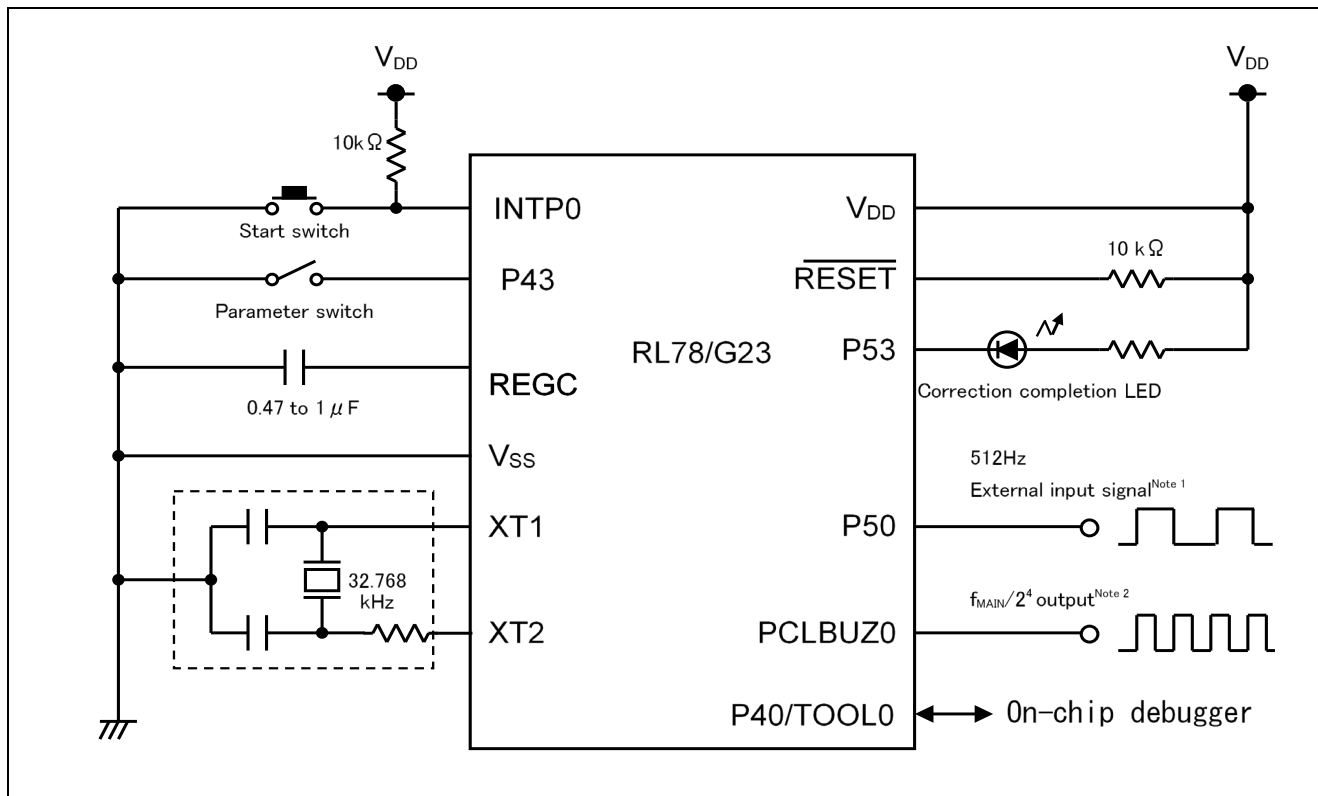 VDD
VDD
10kΩ
INTP0
VDD
Start switch
10 kΩ
P43
RESET
Parameter switch
RL78/G23
P53
REGC
Correction completion LED
0.47 to 1μF
VSS
512Hz
External input signalNote 1
XT1
P50
32.768
kHz
fMAIN/2⁴ outputNote 2
XT2
PCLBUZ0
P40/TOOL0
On-chip debugger